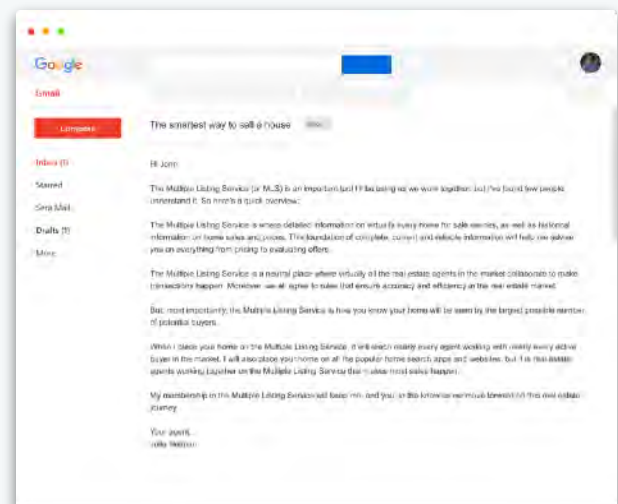 Google
Gmail
Compose
The smartest way to sell a house
Inbox (1)
Hi John
Starred
The Multiple Listing Service (or MLS) is an important tool I'll be using as we work together, but I've found few people
understand it. So here's a quick overview:
Sent Mail
The Multiple Listing Service is where detailed information on virtually every home for sale resides, as well as historical
Drafts (1)
information on home sales and prices. This foundation of complete, current and reliable information will help me advise
you on everything from pricing to evaluating offers.
More
The Multiple Listing Service is a neutral place where virtually all the real estate agents in the market collaborate to make
transactions happen. Moreover, we all agree to rules that ensure accuracy and efficiency in the real estate market.
But, most importantly, the Multiple Listing Service is how you know your home will be seen by the largest possible number
of potential buyers.
When I place your home on the Multiple Listing Service, it will reach nearly every agent working with nearly every active
buyer in the market. I will also place your home on all the popular home search apps and websites, but it is real estate
agents working together on the Multiple Listing Service that makes most sales happen.
My membership in the Multiple Listing Service will keep me, and you, in the know as we move forward on this real estate
journey.
Your agent,